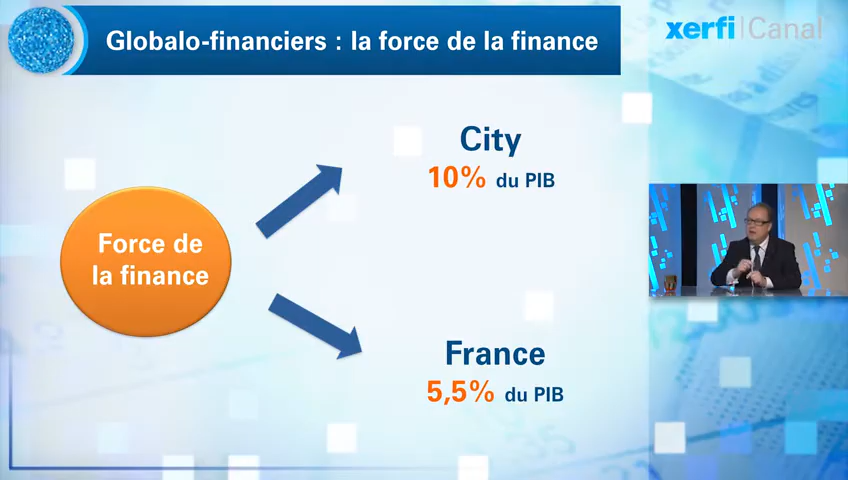 Globalo-financiers : la force de la finance
xerfi|Canal
City
10% du PIB
Force de
la finance
France
5,5% du PIB